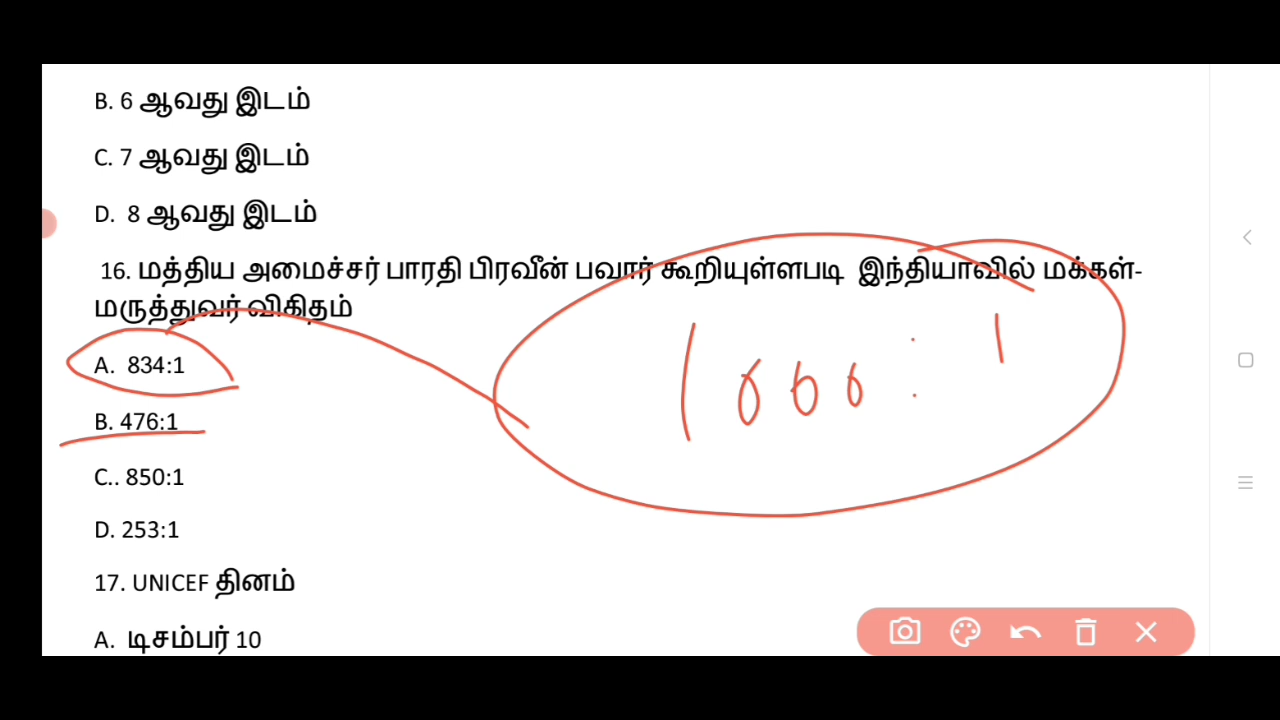 B. 6 ஆவது இடம்
C. 7 ஆவது இடம்
D. 8 ஆவது இடம்
16. மத்திய அமைச்சர் பாரதி பிரவீன் பவார் கூறியுள்ளபடி இந்தியாவில் மக்கள்-
மருத்துவர் விகிதம்
1000 : 1
A. 834:1
B. 476:1
C.. 850:1
D. 253:1
17. UNICEF தினம்
A. டிசம்பர் 10